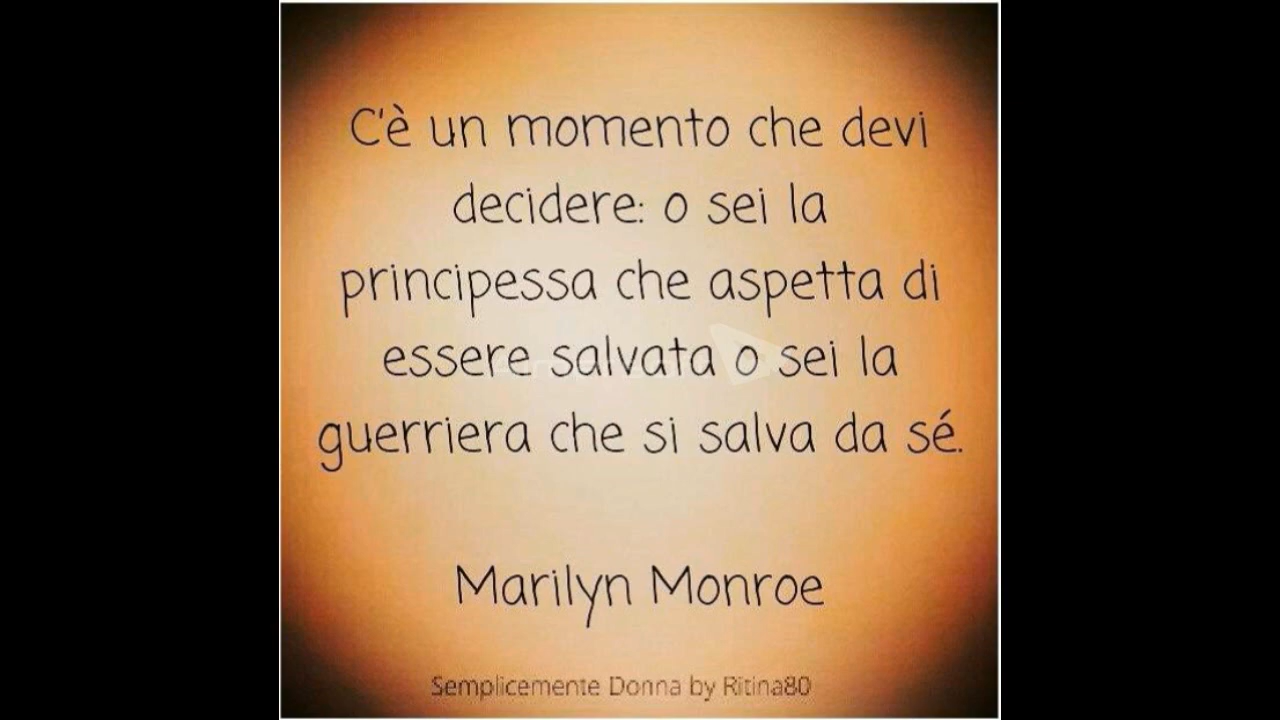 C'è un momento che devi
decidere: o sei la
principessa che aspetta di
essere salvata o sei la
guerriera che si salva da sé.
Marilyn Monroe
Semplicemente Donna by Ritina80